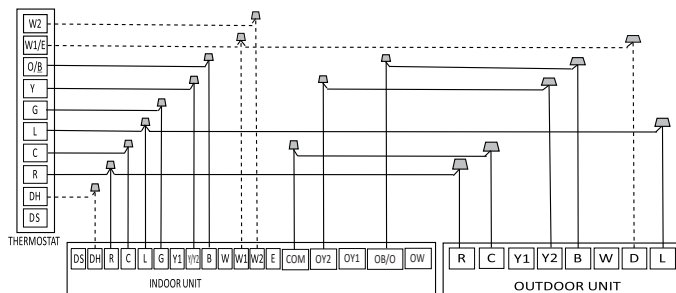 W2
W1/E
O/B
Y
G
L
C
R
DH
DS
THERMOSTAT
DS DH R C L G Y1 Y/Y2 B W W1 W2 E COM OY2 OY1 OB/O OW
INDOOR UNIT
R C Y1 Y2 B W D L
OUTDOOR UNIT